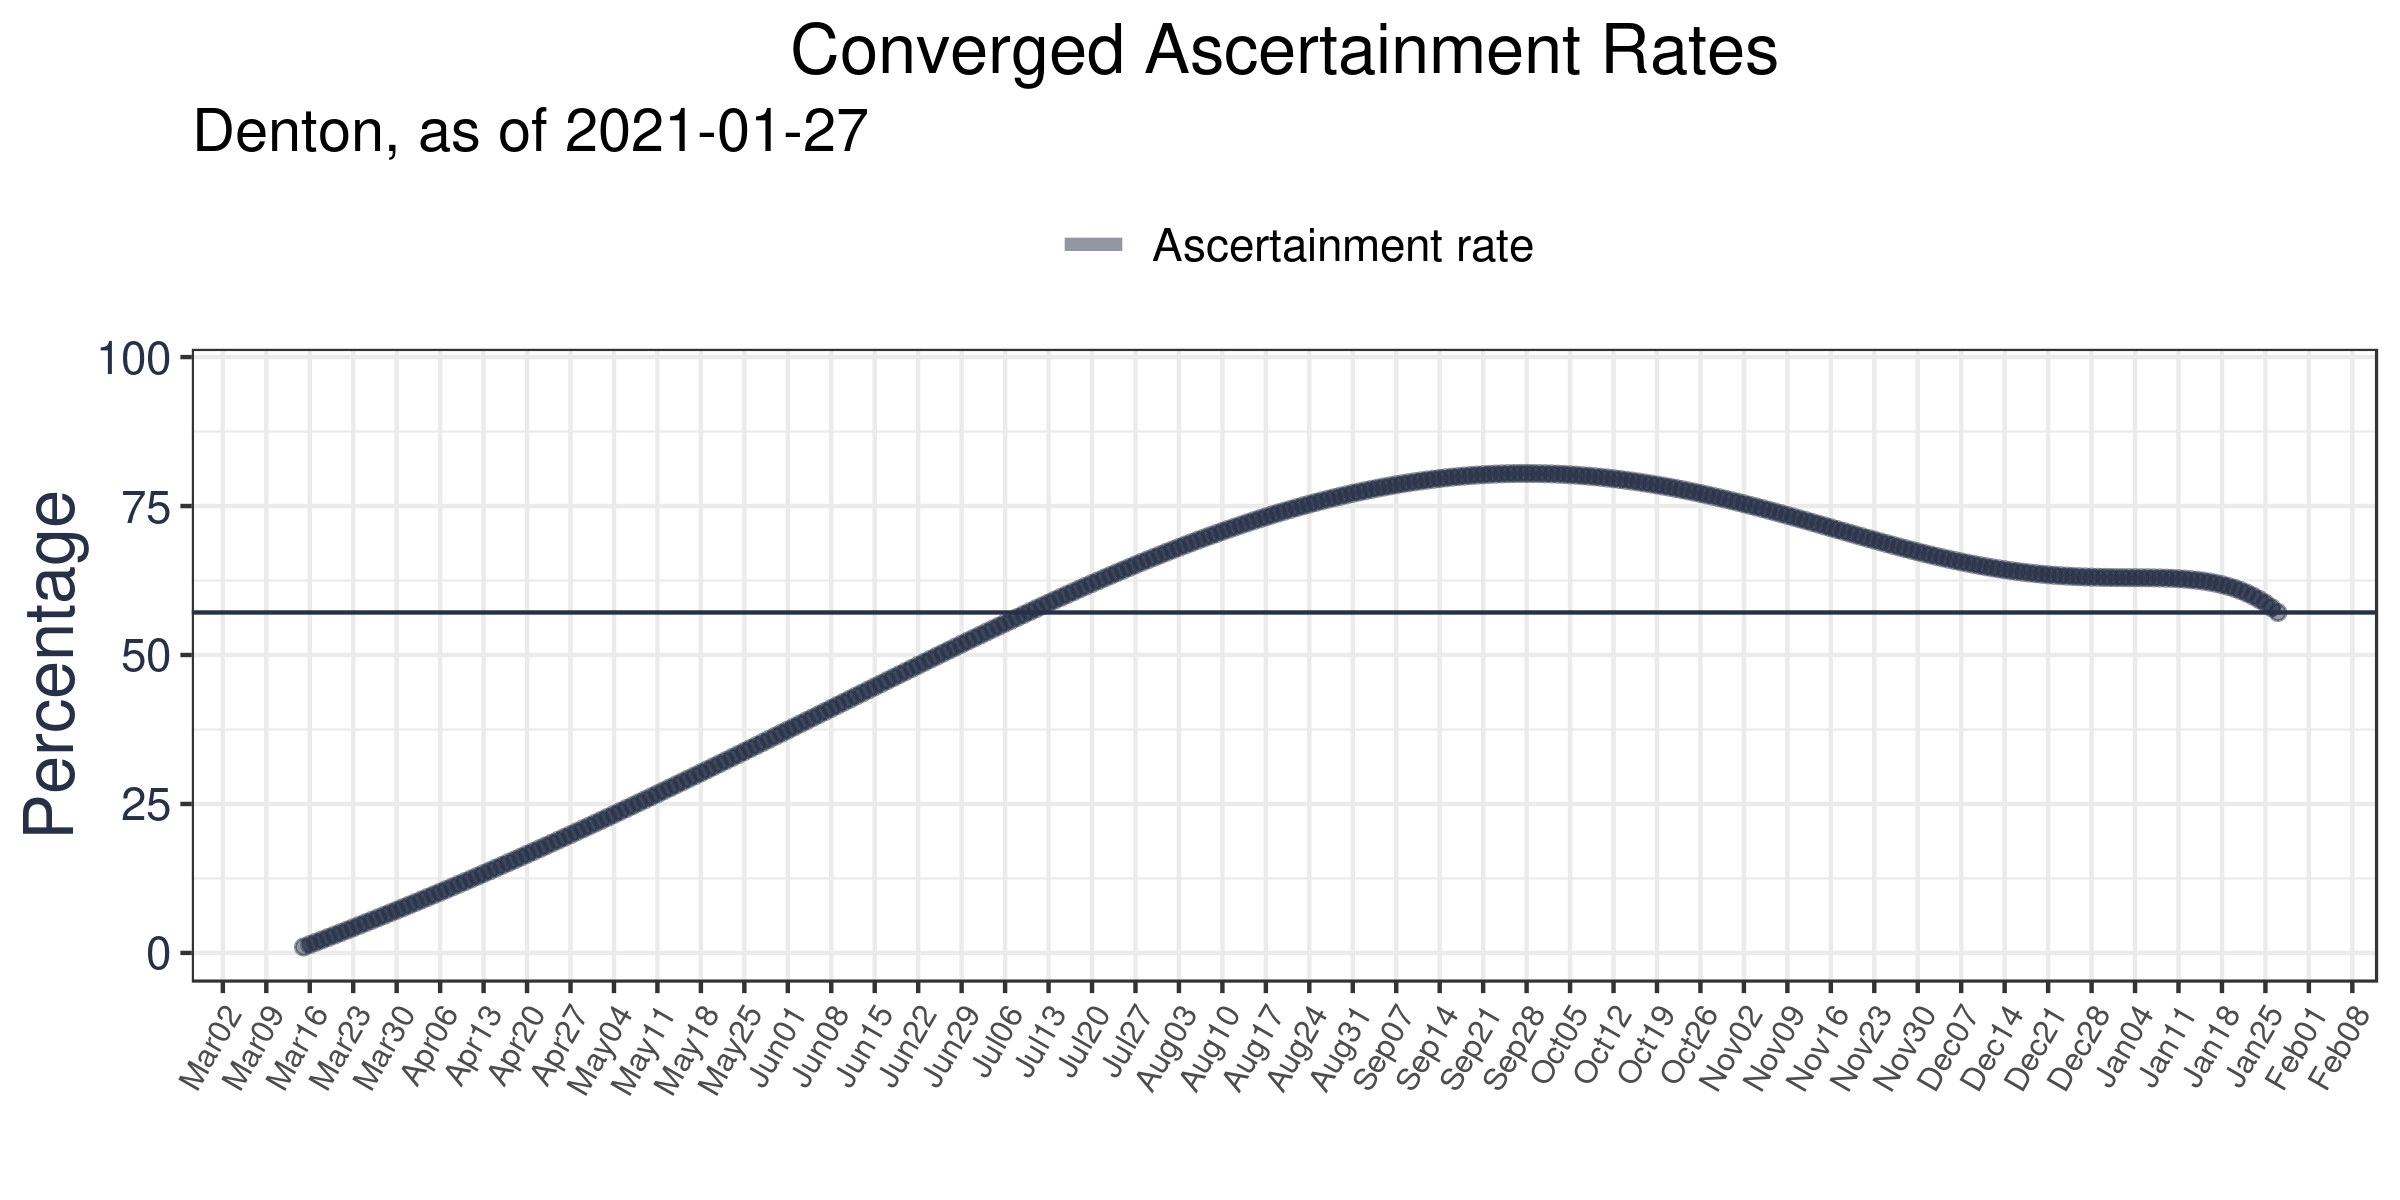 Converged Ascertainment Rates
Denton, as of 2021-01-27
Ascertainment rate
Percentage
100
75
50
25
0
Mar02 Mar09 Mar16 Mar23 Mar30 Apr06 Apr13 Apr20 Apr27 May04 May11 May18 May25 Jun01 Jun08 Jun15 Jun22 Jun29 Jul06 Jul13 Jul20 Jul27 Aug03 Aug10 Aug17 Aug24 Aug31 Sep07 Sep14 Sep21 Sep28 Oct05 Oct12 Oct19 Oct26 Nov02 Nov09 Nov16 Nov23 Nov30 Dec07 Dec14 Dec21 Dec28 Jan04 Jan11 Jan18 Jan25 Feb01 Feb08